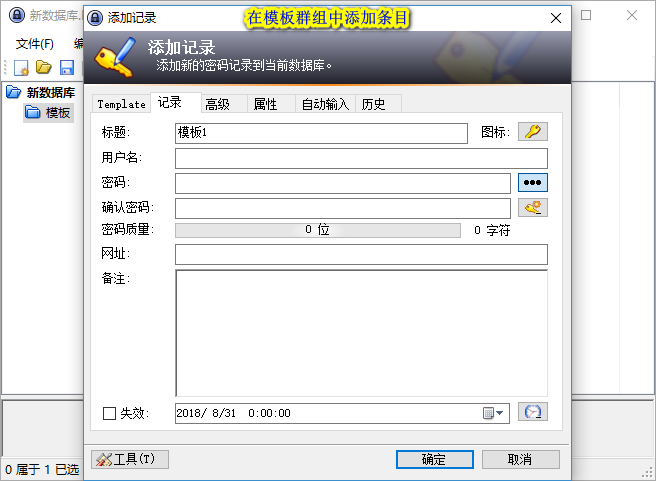 新数据库.
添加记录
在模板群组中添加条目
文件(F)
添加记录
添加新的密码记录到当前数据库。
新数据库
模板
Template 记录 高级 属性 自动输入 历史
标题: 模板1 图标:
用户名:
密码:
确认密码:
密码质量: 0 位 0 字符
网址:
备注:
失效: 2018/ 8/31 0:00:00
工具(T) 确定 取消
0 属于 1 已选